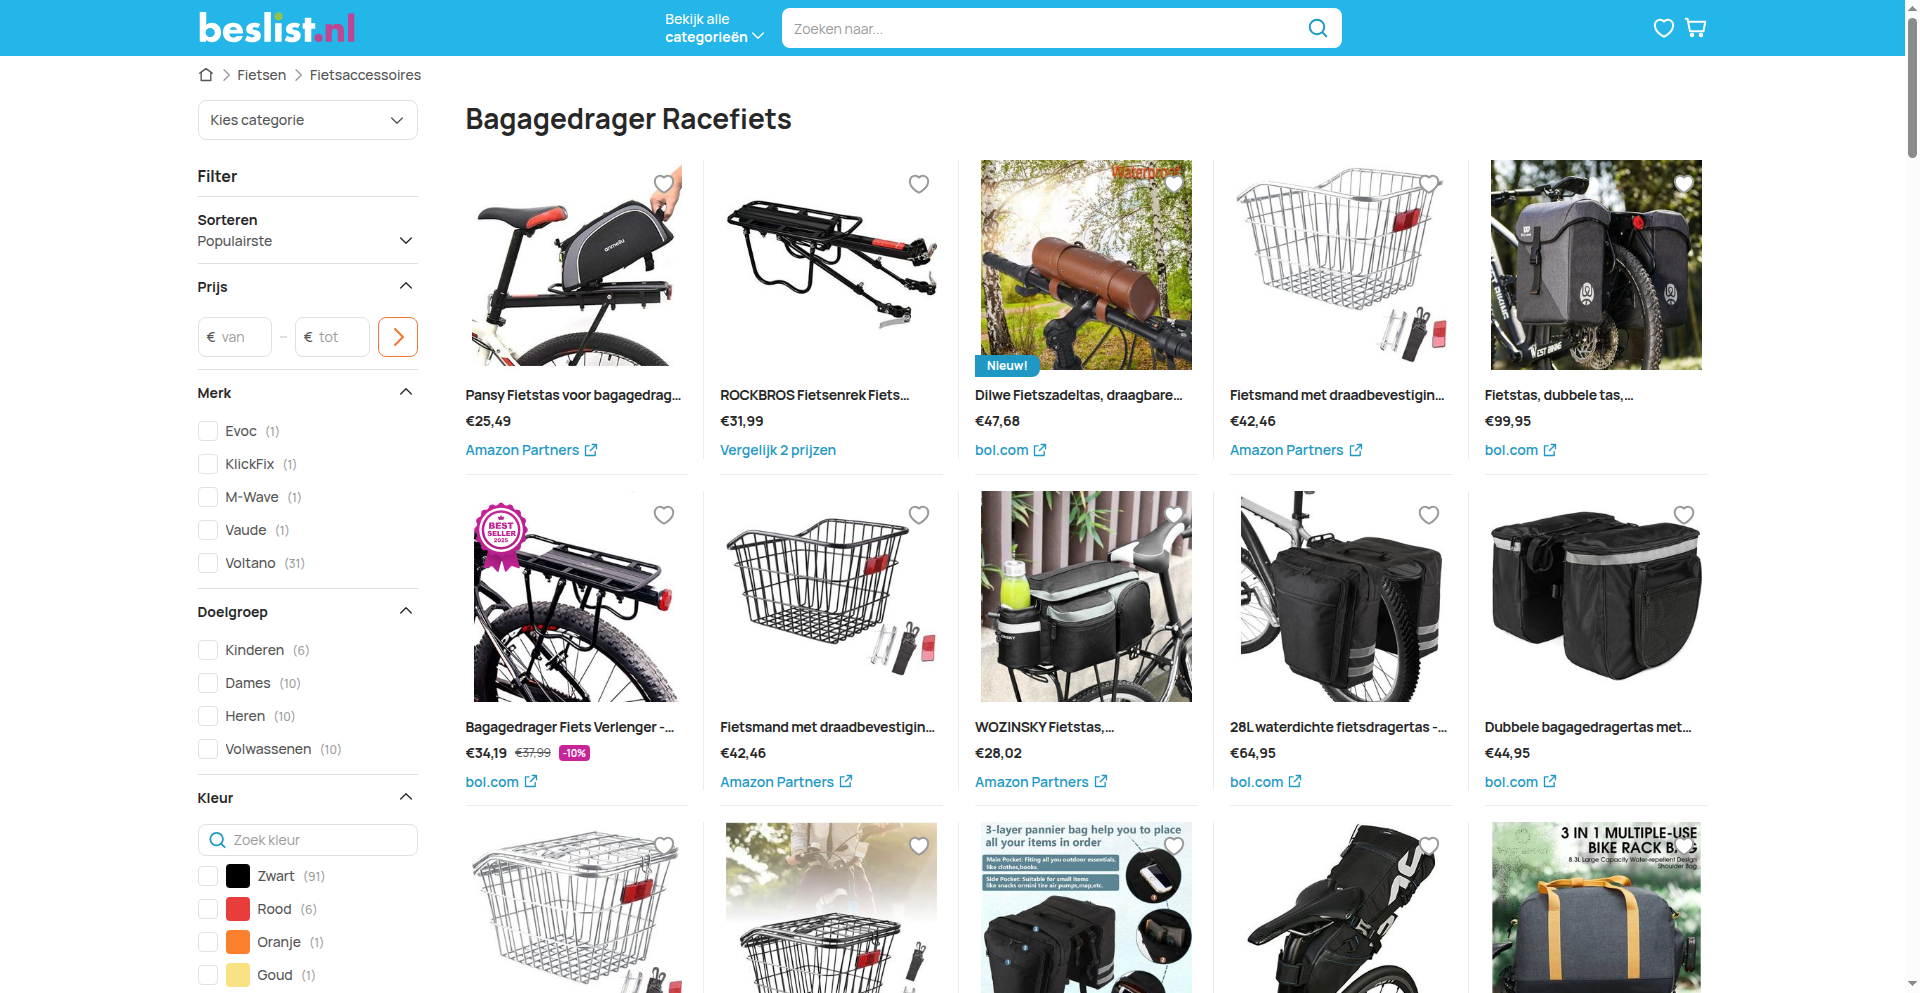 beslist.nl
Bekijk alle
categorieën
Zoeken naar...
Fietsen
Fietsaccessoires
Kies categorie
Bagagedrager Racefiets
Filter
Sorteren
Populairste
Prijs
€ van
–
€ tot
Merk
Evoc (1)
KlickFix (1)
M-Wave (1)
Vaude (1)
Voltano (31)
Doelgroep
Kinderen (6)
Dames (10)
Heren (10)
Volwassenen (10)
Kleur
Zoek kleur
Zwart (91)
Rood (6)
Oranje (1)
Goud (1)
anmeilu
Pansy Fietstas voor bagagedrag...
€25,49
Amazon Partners
ROCKBROS Fietsenrek Fiets...
€31,99
Vergelijk 2 prijzen
Waterproof
Nieuw!
Dilwe Fietszadeltas, draagbare...
€47,68
bol.com
Fietsmand met draadbevestigin...
€42,46
Amazon Partners
WEST BIKING
Fietstas, dubbele tas,...
€99,95
bol.com
BEST
SELLER
2025
Bagagedrager Fiets Verlenger -...
€34,19 €37,99 -10%
bol.com
Fietsmand met draadbevestigin...
€42,46
Amazon Partners
WOZINSKY Fietstas,...
€28,02
Amazon Partners
28L waterdichte fietsdragertas -...
€64,95
bol.com
Dubbele bagagedragertas met...
€44,95
bol.com
3-layer pannier bag help you to place
all your items in order
Main Pocket: Fiting all you outdoor essentials,
like clothes,books.
Side Pocket: Suitable for small items
like snacks ormini tire air pumps,map,etc.
3 IN 1 MULTIPLE-USE
BIKE RACK BAG
8.3L Large Capacity Water-repellent Design
Shoulder Bag